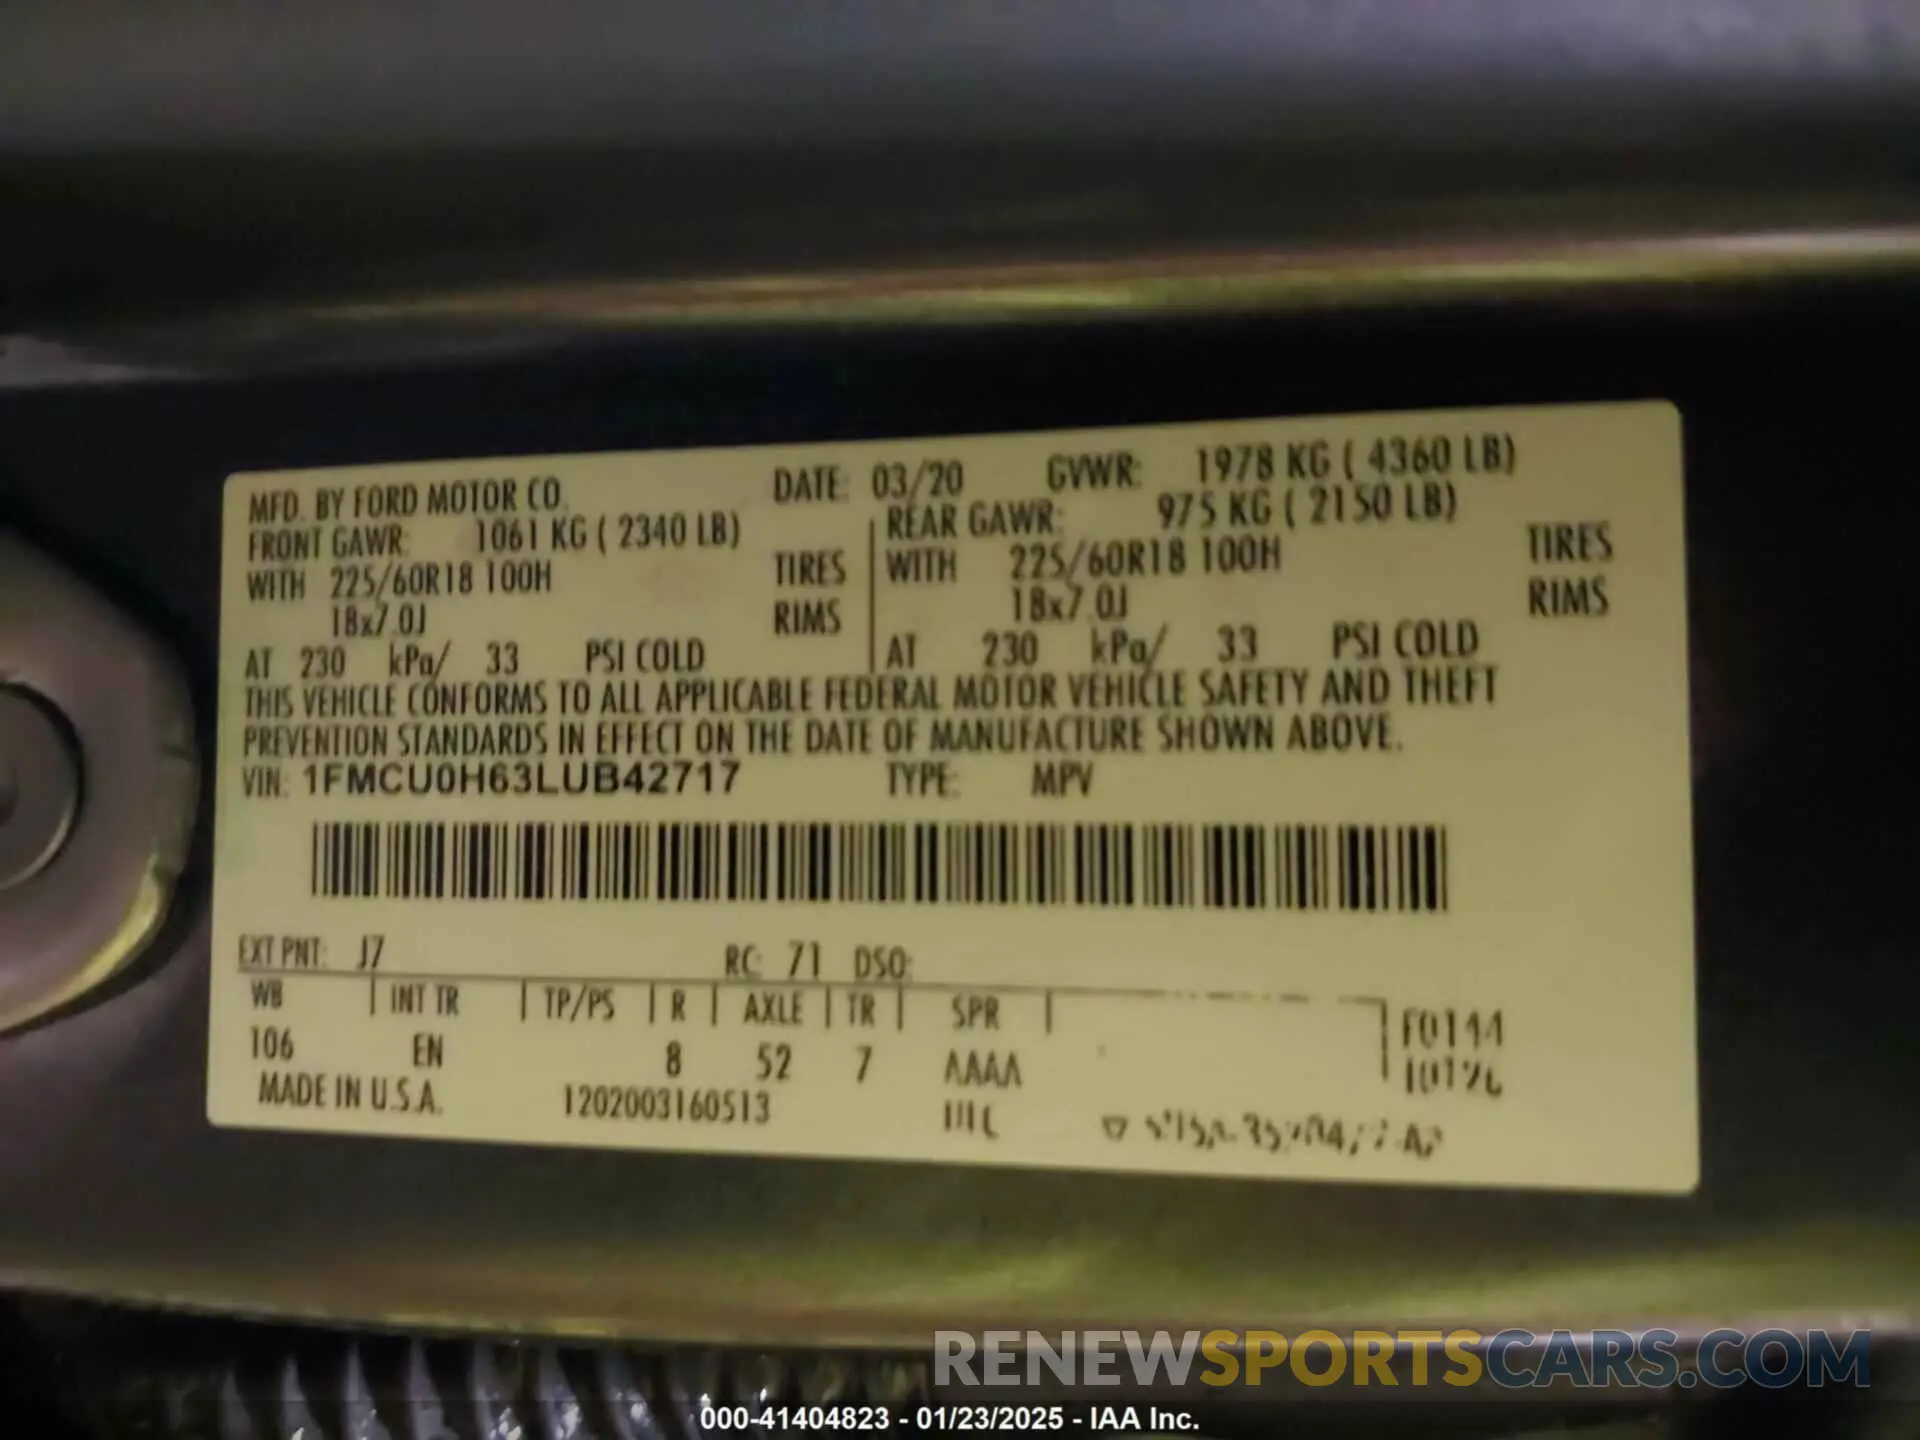 MFD. BY FORD MOTOR CO. DATE: 03/20 GVWR: 1978 KG ( 4360 LB)
FRONT GAWR: 1061 KG ( 2340 LB) REAR GAWR: 975 KG ( 2150 LB)
WITH 225/60R18 100H TIRES WITH 225/60R18 100H TIRES
18x7.0J RIMS 18x7.0J RIMS
AT 230 kPa/ 33 PSI COLD AT 230 kPa/ 33 PSI COLD
THIS VEHICLE CONFORMS TO ALL APPLICABLE FEDERAL MOTOR VEHICLE SAFETY AND THEFT
PREVENTION STANDARDS IN EFFECT ON THE DATE OF MANUFACTURE SHOWN ABOVE.
VIN: 1FMCU0H63LUB42717 TYPE: MPV
EXT PNT: J7 RC: 71 DSO:
WB INT TR TP/PS R AXLE TR SPR F0144
106 EN 8 52 7 AAAA
MADE IN U.S.A. 1202003160513
RENEWSPORTSCARS.COM
000-41404823 - 01/23/2025 - IAA Inc.